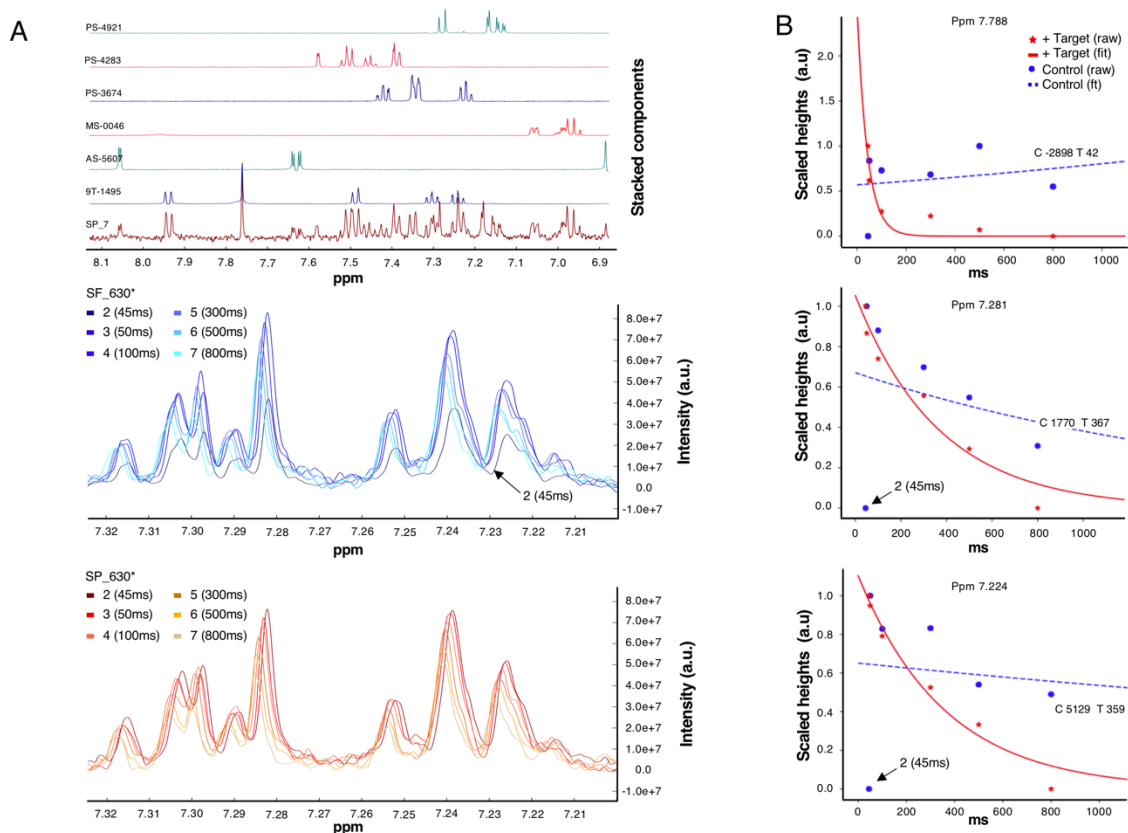 A
PS-4921
PS-4283
PS-3674
MS-0046
AS-5607
9T-1495
SP_7
8.1 8.0 7.9 7.8 7.7 7.6 7.5 7.4 7.3 7.2 7.1 7.0 6.9
ppm
Stacked components
SF_630*
2 (45ms) 5 (300ms)
3 (50ms) 6 (500ms)
4 (100ms) 7 (800ms)
8.0e+7
7.0e+7
6.0e+7
5.0e+7
4.0e+7
3.0e+7
2.0e+7
1.0e+7
0.0
-1.0e+7
Intensity (a.u.)
2 (45ms)
7.32 7.31 7.30 7.29 7.28 7.27 7.26 7.25 7.24 7.23 7.22 7.21
ppm
SP_630*
2 (45ms) 5 (300ms)
3 (50ms) 6 (500ms)
4 (100ms) 7 (800ms)
8.0e+7
7.0e+7
6.0e+7
5.0e+7
4.0e+7
3.0e+7
2.0e+7
1.0e+7
0.0
-1.0e+7
Intensity (a.u.)
7.32 7.31 7.30 7.29 7.28 7.27 7.26 7.25 7.24 7.23 7.22 7.21
ppm
B
Ppm 7.788
+ Target (raw)
+ Target (fit)
Control (raw)
Control (ft)
C -2898 T 42
Scaled heights (a.u)
2.0
1.5
1.0
0.5
0.0
0 200 400 600 800 1000
ms
Ppm 7.281
C 1770 T 367
Scaled heights (a.u)
1.0
0.8
0.6
0.4
0.2
0.0
2 (45ms)
0 200 400 600 800 1000
ms
Ppm 7.224
C 5129 T 359
Scaled heights (a.u)
1.0
0.8
0.6
0.4
0.2
0.0
2 (45ms)
0 200 400 600 800 1000
ms